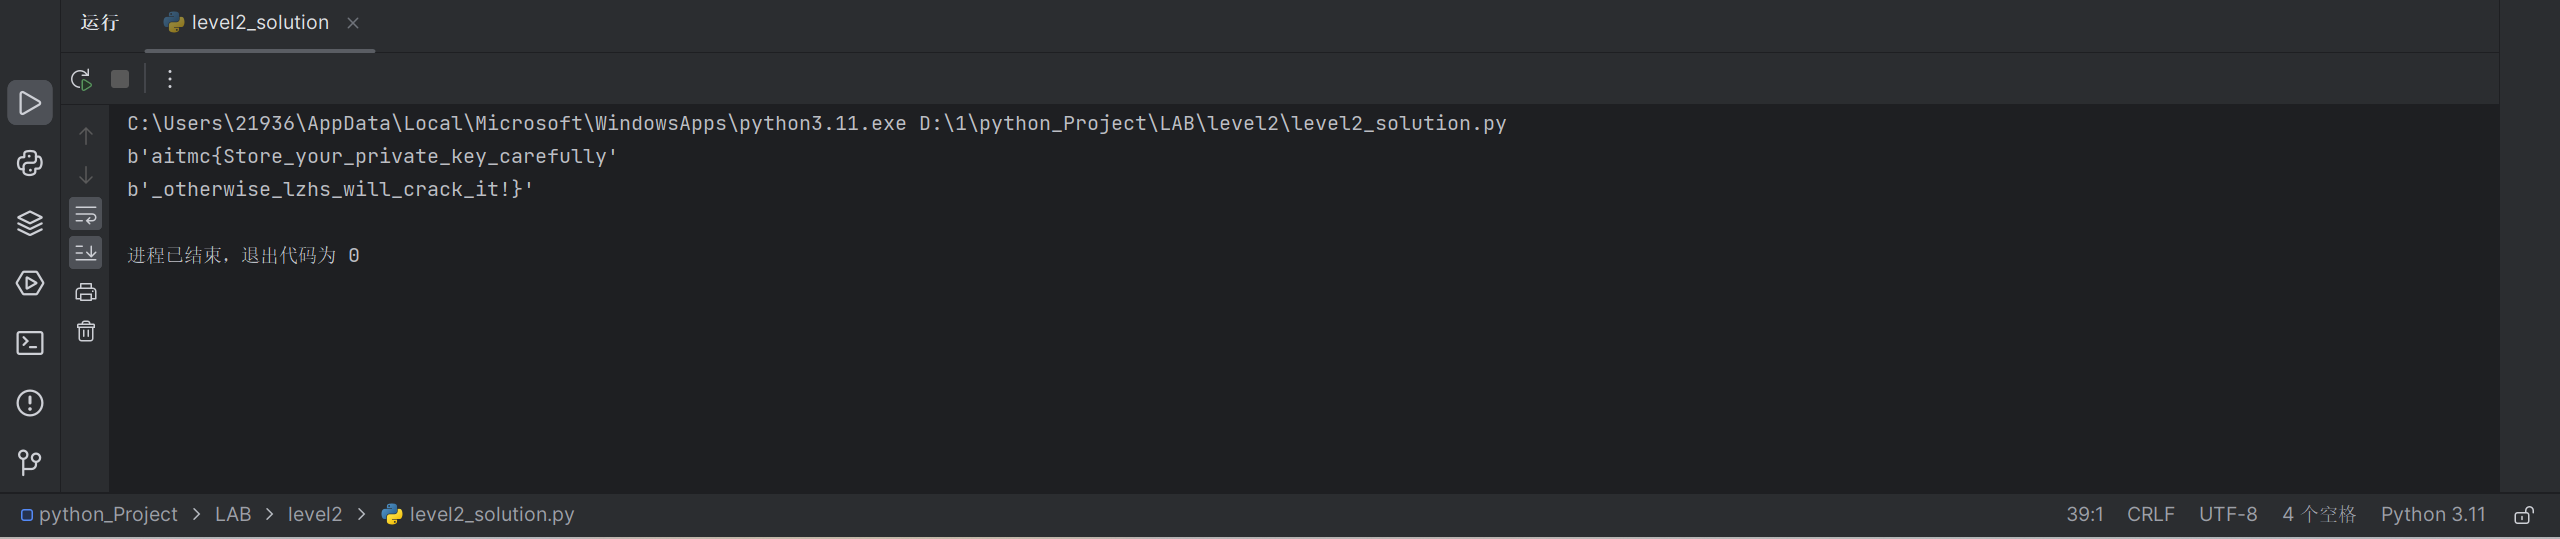 运行 level2_solution
C:\Users\21936\AppData\Local\Microsoft\WindowsApps\python3.11.exe D:\1\python_Project\LAB\level2\level2_solution.py
b'aitmc{Store_your_private_key_carefully'
b'_otherwise_lzhs_will_crack_it!}'
进程已结束，退出代码为 0
python_Project > LAB > level2 > level2_solution.py 39:1 CRLF UTF-8 4 个空格 Python 3.11